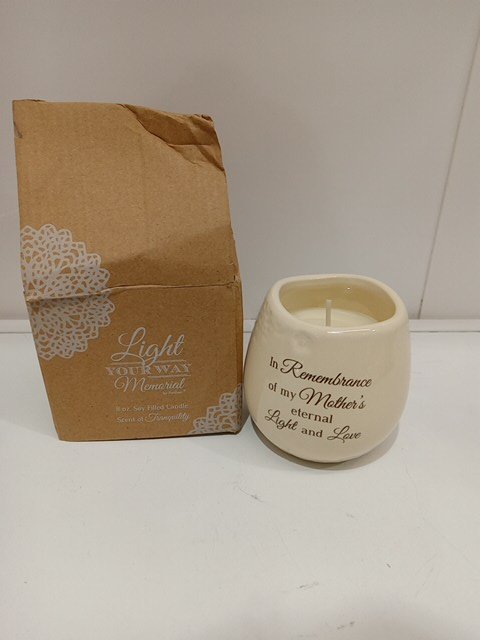 Light
YOUR WAY
Memorial
8 oz. Soy Filled Candle
Scent of Tranquility
In Remembrance
of my Mother's
eternal
Light and Love